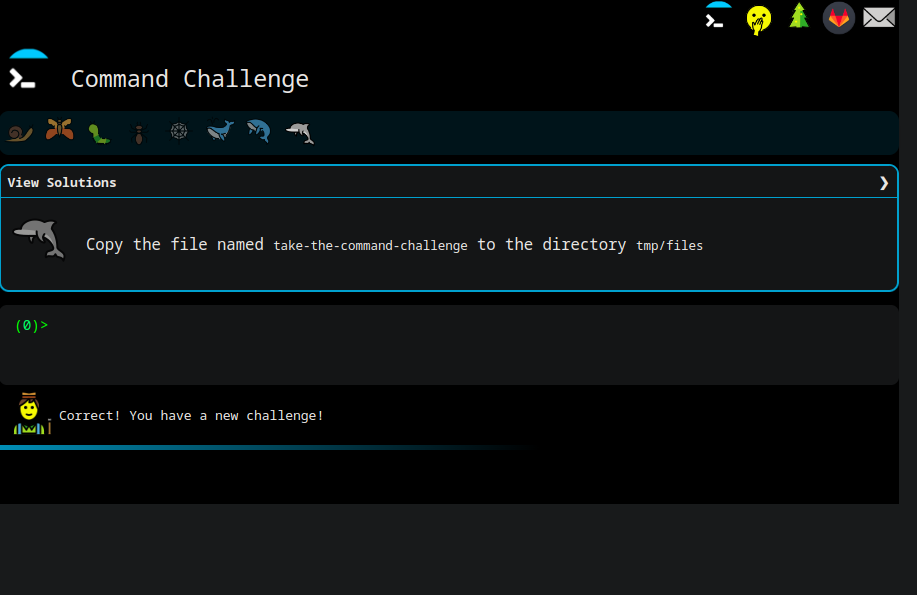 Command Challenge
View Solutions
Copy the file named take-the-command-challenge to the directory tmp/files
(0)>
Correct! You have a new challenge!